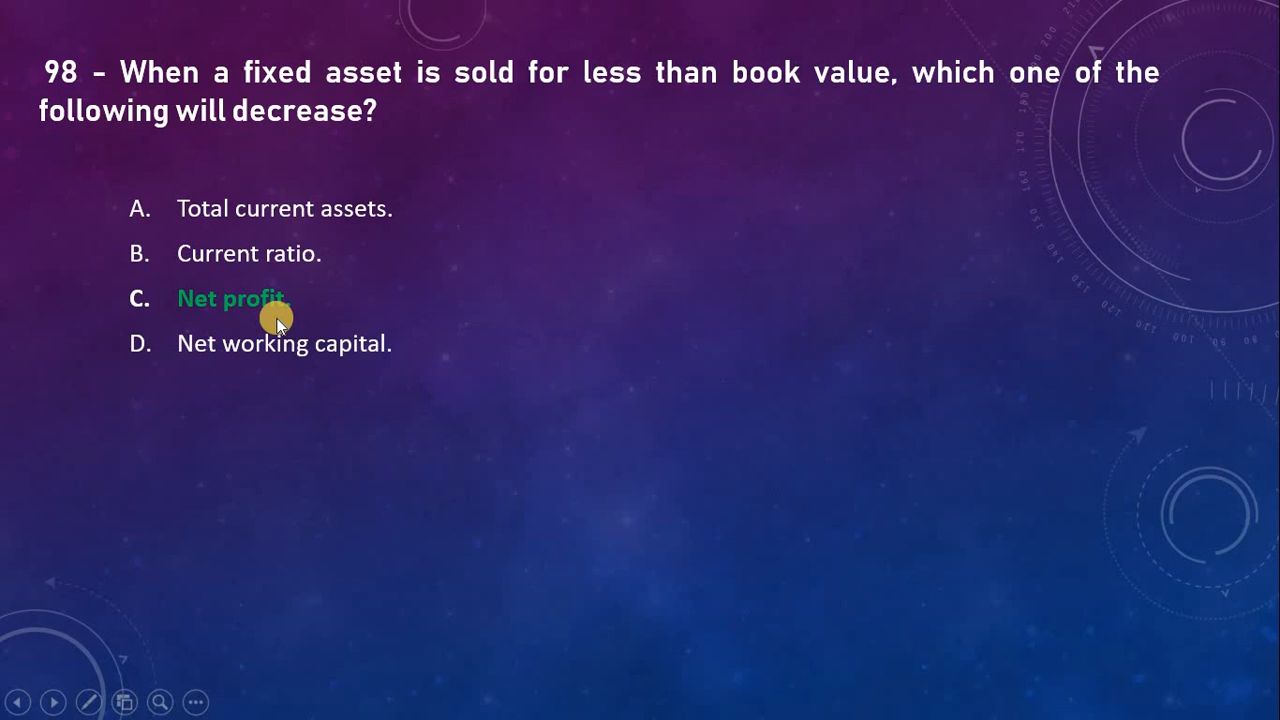 98 - When a fixed asset is sold for less than book value, which one of the
following will decrease?
A. Total current assets.
B. Current ratio.
C. Net profit.
D. Net working capital.